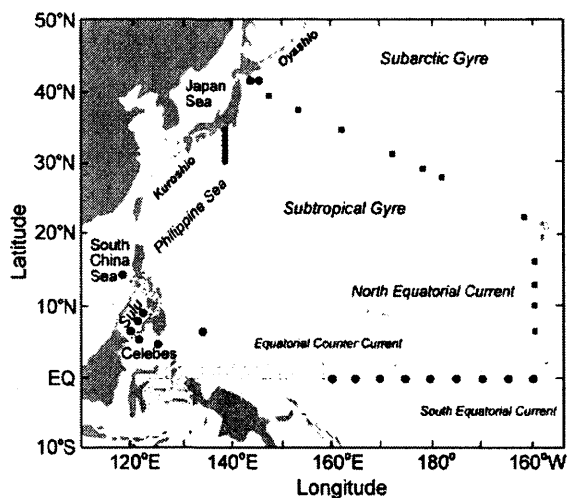 50°N
40°N
30°N
20°N
10°N
EQ
10°S
Latitude
Oyashio
Subarctic Gyre
Japan
Sea
Kuroshio
Philippine Sea
Subtropical Gyre
South
China
Sea
Sulu
North Equatorial Current
Celebes
Equatorial Counter Current
South Equatorial Current
120°E
140°E
160°E
180°
160°W
Longitude